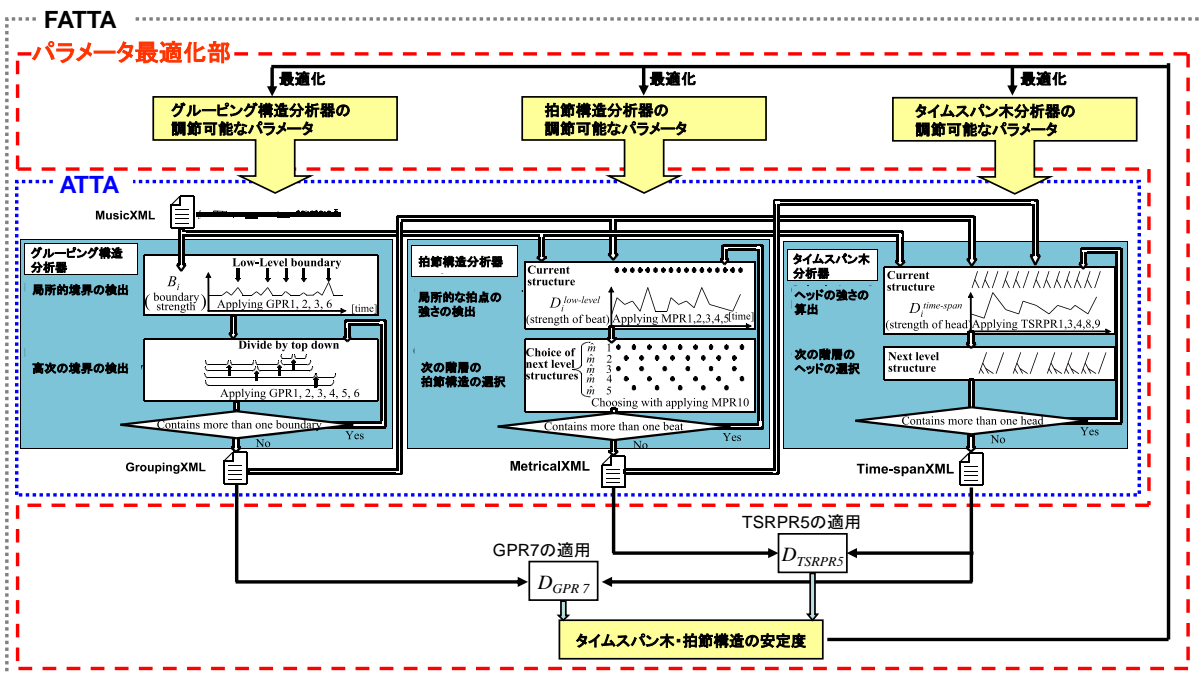 FATTA
パラメータ最適化部
最適化
最適化
最適化
グルーピング構造分析器の
調節可能なパラメータ
拍節構造分析器の
調節可能なパラメータ
タイムスパン木分析器の
調節可能なパラメータ
ATTA
MusicXML
グルーピング構造
分析器
Low-Level boundary
B_i
(boundary
strength)
Applying GPR1, 2, 3, 6
[time]
局所的境界の検出
Divide by top down
Applying GPR1, 2, 3, 4, 5, 6
高次の境界の検出
Contains more than one boundary
Yes
No
GroupingXML
拍節構造分析器
Current
structure
D_i^{low-level}
(strength of beat)
Applying MPR1,2,3,4,5
[time]
局所的な拍点の
強さの検出
Choice of
next level
structures
m̂ 1
m̂ 2
m̂ 3
m̂ 4
m̂ 5
Choosing with applying MPR10
次の階層の
拍節構造の選択
Contains more than one beat
Yes
No
MetricalXML
タイムスパン木
分析器
Current
structure
D_i^{time-span}
(strength of head)
Applying TSRPR1,3,4,8,9
ヘッドの強さの
算出
Next level
structure
次の階層の
ヘッドの選択
Contains more than one head
Yes
No
Time-spanXML
TSRPR5の適用
D_{TSRPR5}
GPR7の適用
D_{GPR 7}
タイムスパン木・拍節構造の安定度